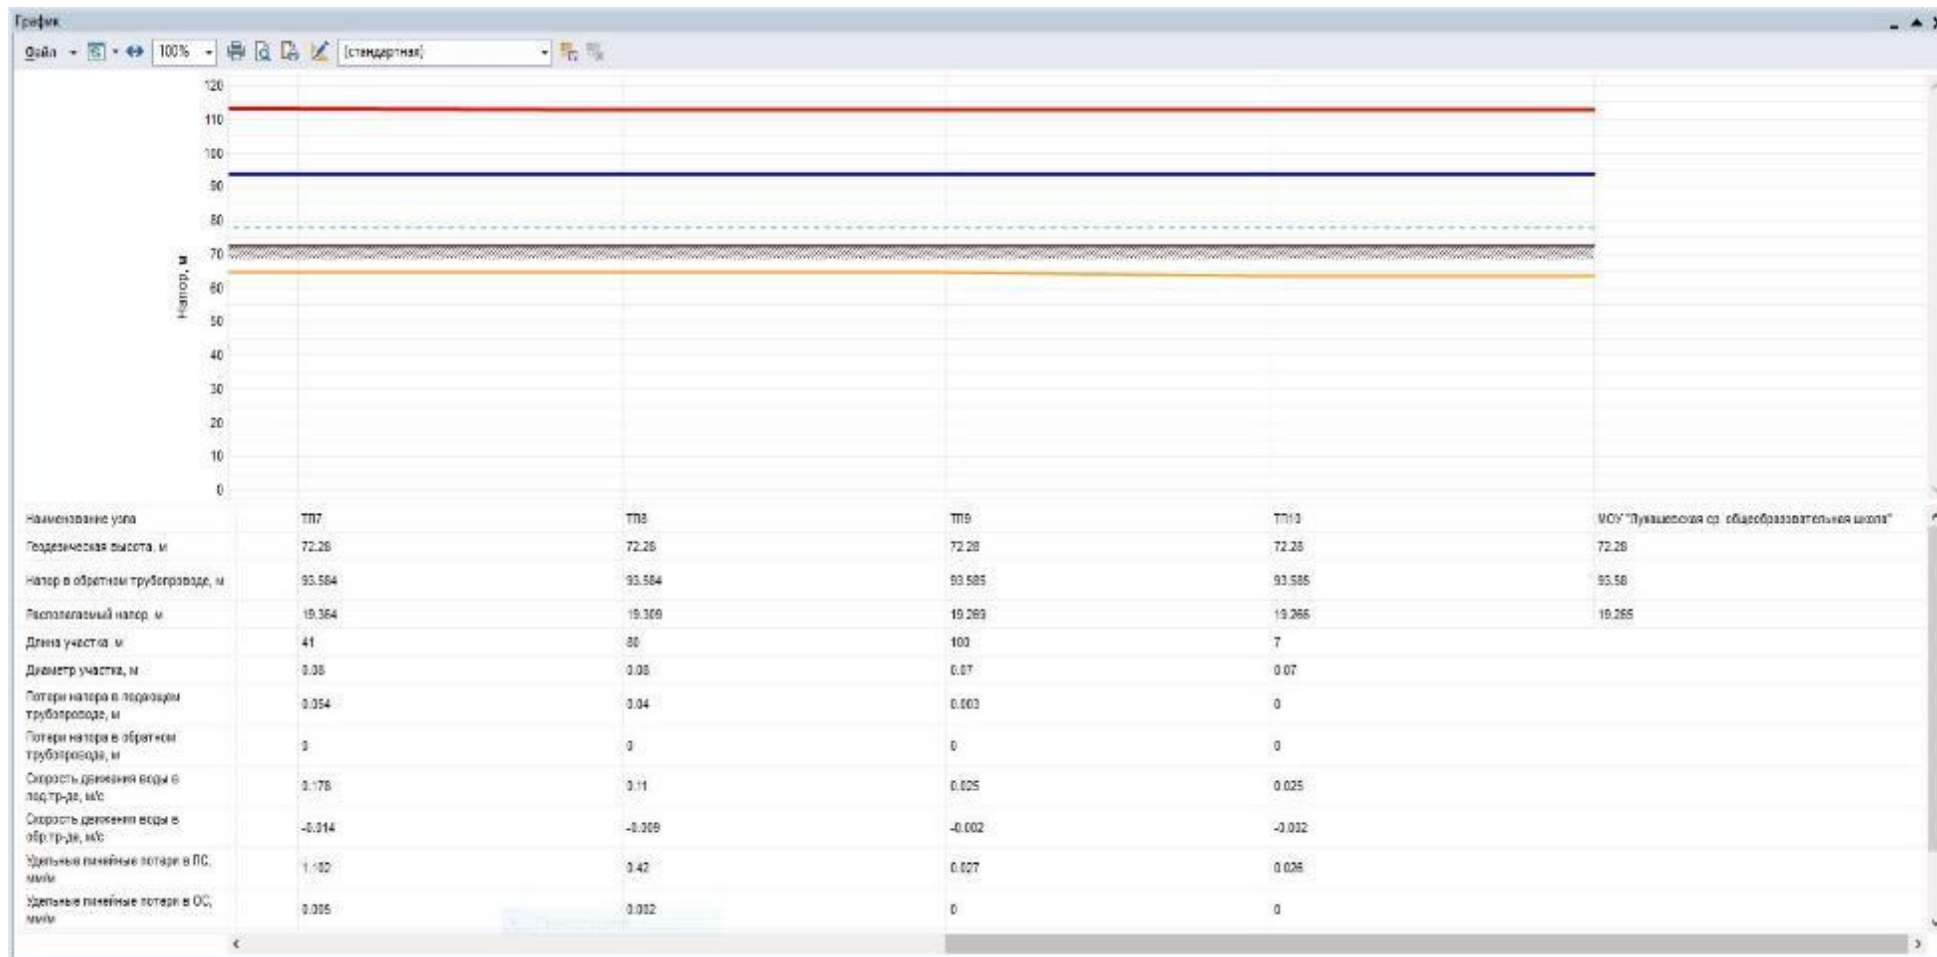 График
Файл 100% (стандартная)
120
110
100
90
80
70
60
50
40
30
20
10
0
Напор, м
Наименование узла ТП7 ТП8 ТП9 ТП10 МОУ "Лукашевская ср. общеобразовательная школа"
Геодезическая высота, м 72.28 72.28 72.28 72.28 72.28
Напор в обратном трубопроводе, м 93.584 93.584 93.585 93.585 93.58
Располагаемый напор, м 19.364 19.309 19.269 19.266 19.265
Длина участка, м 41 80 100 7
Диаметр участка, м 0.08 0.08 0.07 0.07
Потери напора в подающем
трубопроводе, м 0.054 0.04 0.003 0
Потери напора в обратном
трубопроводе, м 0 0 0 0
Скорость движения воды в
под.тр-де, м/с 0.178 0.11 0.025 0.025
Скорость движения воды в
обр.тр-де, м/с -0.014 -0.009 -0.002 -0.002
Удельные линейные потери в ПС,
мм/м 1.102 0.42 0.027 0.026
Удельные линейные потери в ОС,
мм/м 0.005 0.002 0 0